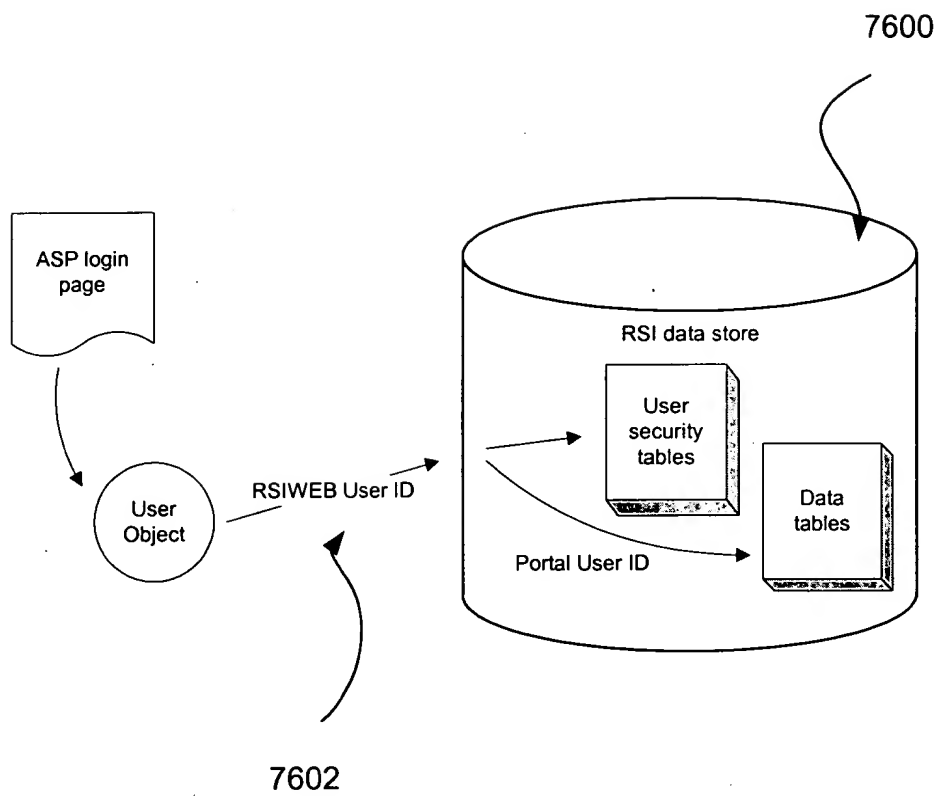 7600
ASP login
page
RSI data store
User
security
tables
Data
tables
RSIWEB User ID
User
Object
Portal User ID
7602